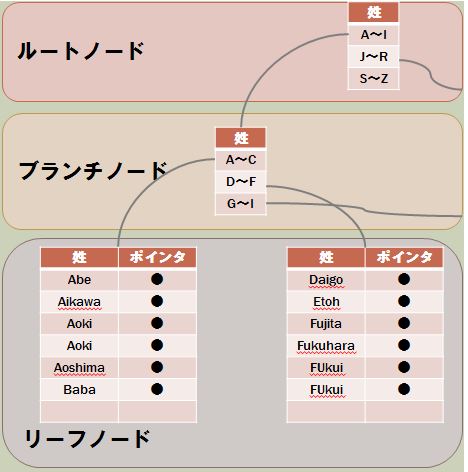 ルートノード
姓
A～I
J～R
S～Z
ブランチノード
姓
A～C
D～F
G～I
姓 ポインタ
Abe ●
Aikawa ●
Aoki ●
Aoki ●
Aoshima ●
Baba ●
姓 ポインタ
Daigo ●
Etoh ●
Fujita ●
Fukuhara ●
FUkui ●
FUkui ●
リーフノード